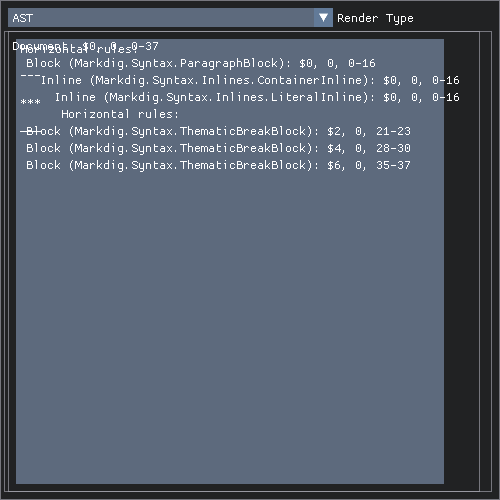 AST
Render Type
Document: $0, 0, 0-37
Horizontal rules:
Block (Markdig.Syntax.ParagraphBlock): $0, 0, 0-16
---
Inline (Markdig.Syntax.Inlines.ContainerInline): $0, 0, 0-16
Inline (Markdig.Syntax.Inlines.LiteralInline): $0, 0, 0-16
***
Horizontal rules:
___
Block (Markdig.Syntax.ThematicBreakBlock): $2, 0, 21-23
Block (Markdig.Syntax.ThematicBreakBlock): $4, 0, 28-30
Block (Markdig.Syntax.ThematicBreakBlock): $6, 0, 35-37